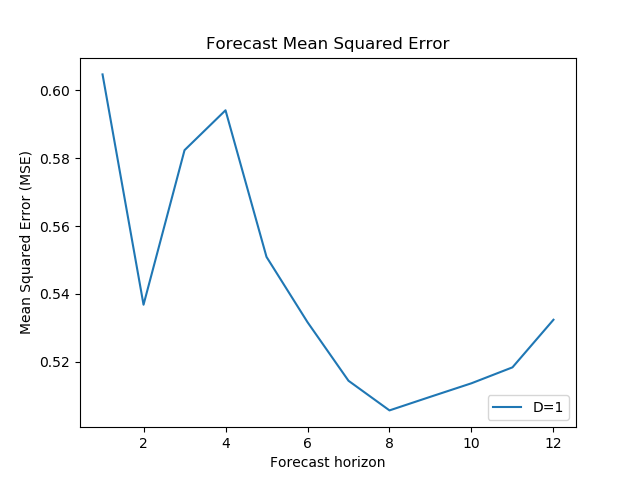 Forecast Mean Squared Error
Mean Squared Error (MSE)
0.60
0.58
0.56
0.54
0.52
2 4 6 8 10 12
Forecast horizon
D=1